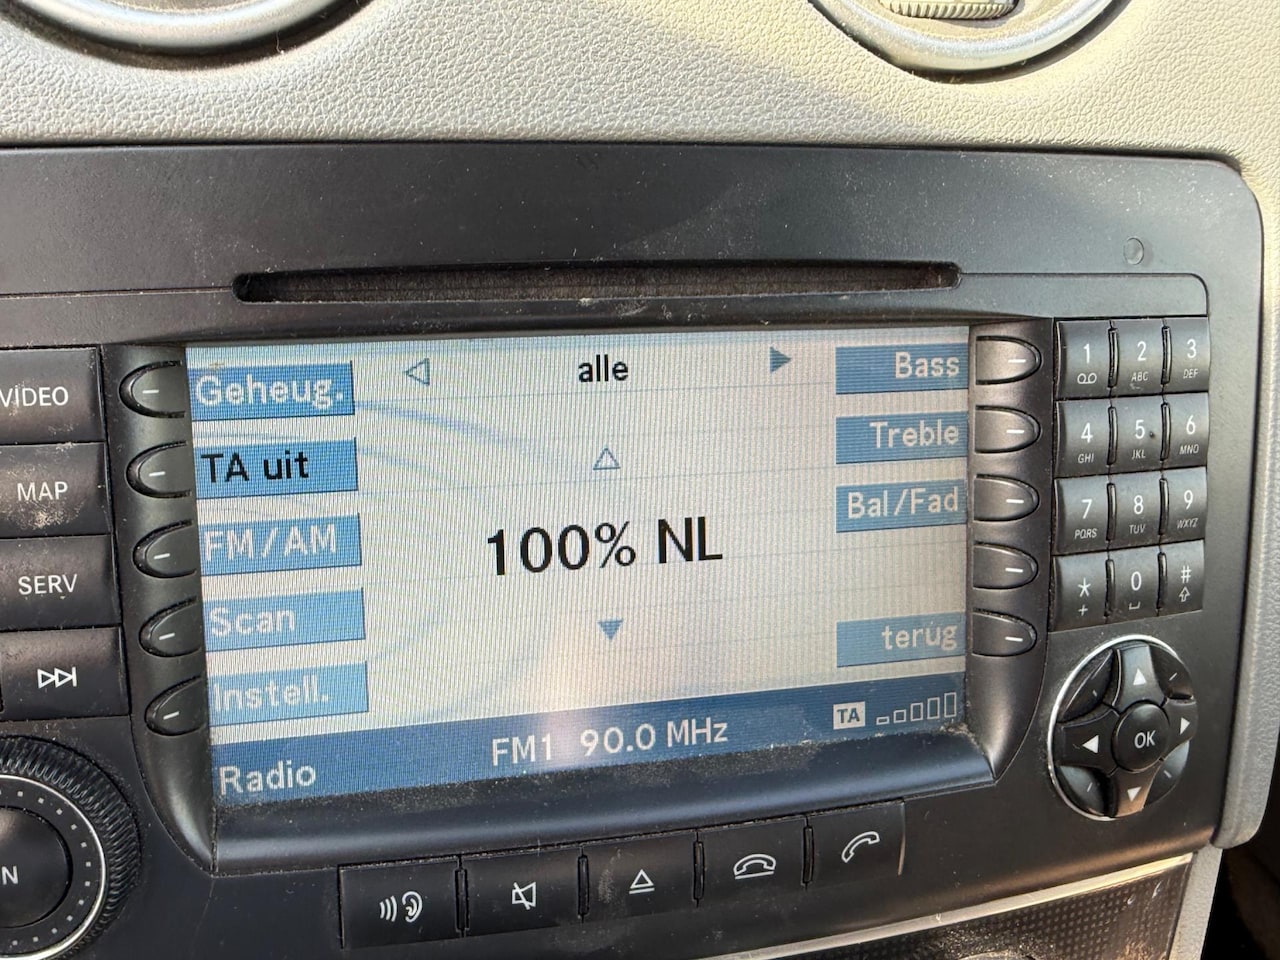 VIDEO
MAP
SERV
Geheug.
TA uit
FM/AM
Scan
Instell.
alle
100% NL
Bass
Treble
Bal/Fad
terug
Radio
FM1 90.0 MHz
TA
1
2 ABC
3 DEF
4 GHI
5 JKL
6 MNO
7 PQRS
8 TUV
9 WXYZ
* +
0
#
OK
N